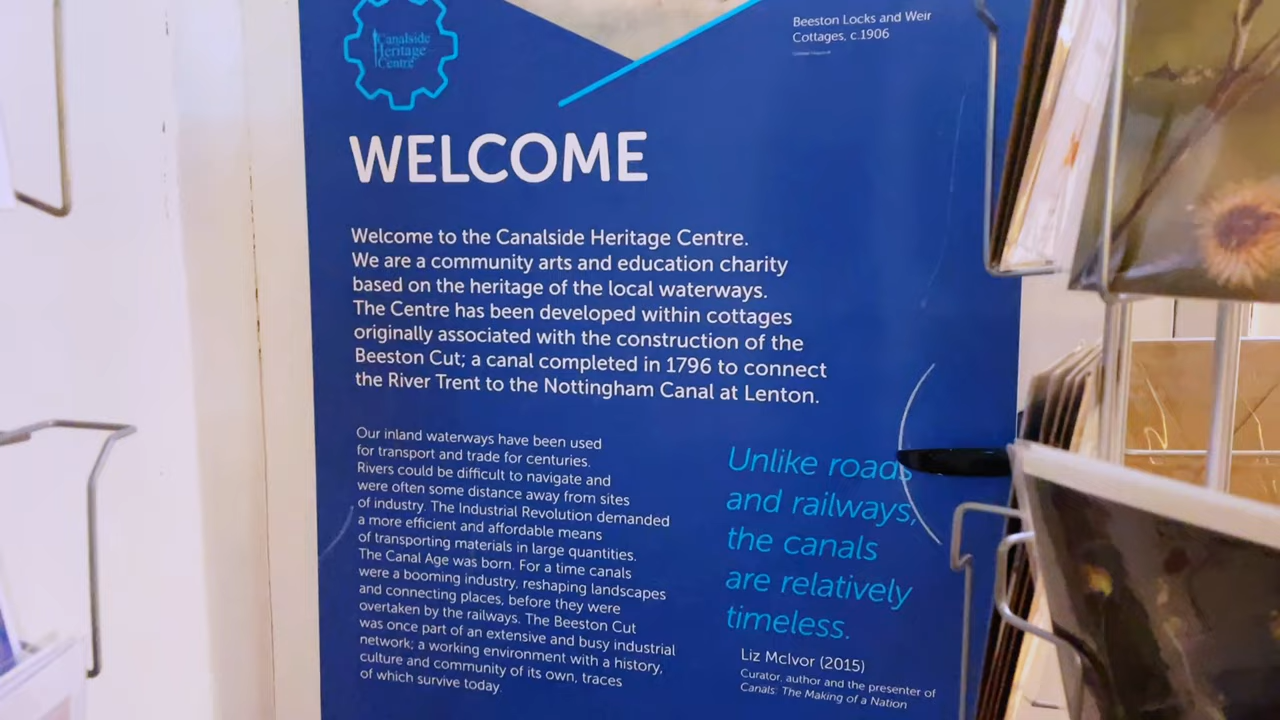 Canalside
Heritage
Centre
Beeston Locks and Weir
Cottages, c.1906
WELCOME
Welcome to the Canalside Heritage Centre.
We are a community arts and education charity
based on the heritage of the local waterways.
The Centre has been developed within cottages
originally associated with the construction of the
Beeston Cut; a canal completed in 1796 to connect
the River Trent to the Nottingham Canal at Lenton.
Our inland waterways have been used
for transport and trade for centuries.
Rivers could be difficult to navigate and
were often some distance away from sites
of industry. The Industrial Revolution demanded
a more efficient and affordable means
of transporting materials in large quantities.
The Canal Age was born. For a time canals
were a booming industry, reshaping landscapes
and connecting places, before they were
overtaken by the railways. The Beeston Cut
was once part of an extensive and busy industrial
network; a working environment with a history,
culture and community of its own, traces
of which survive today.
Unlike roads
and railways,
the canals
are relatively
timeless.
Liz McIvor (2015)
Curator, author and the presenter of
Canals: The Making of a Nation